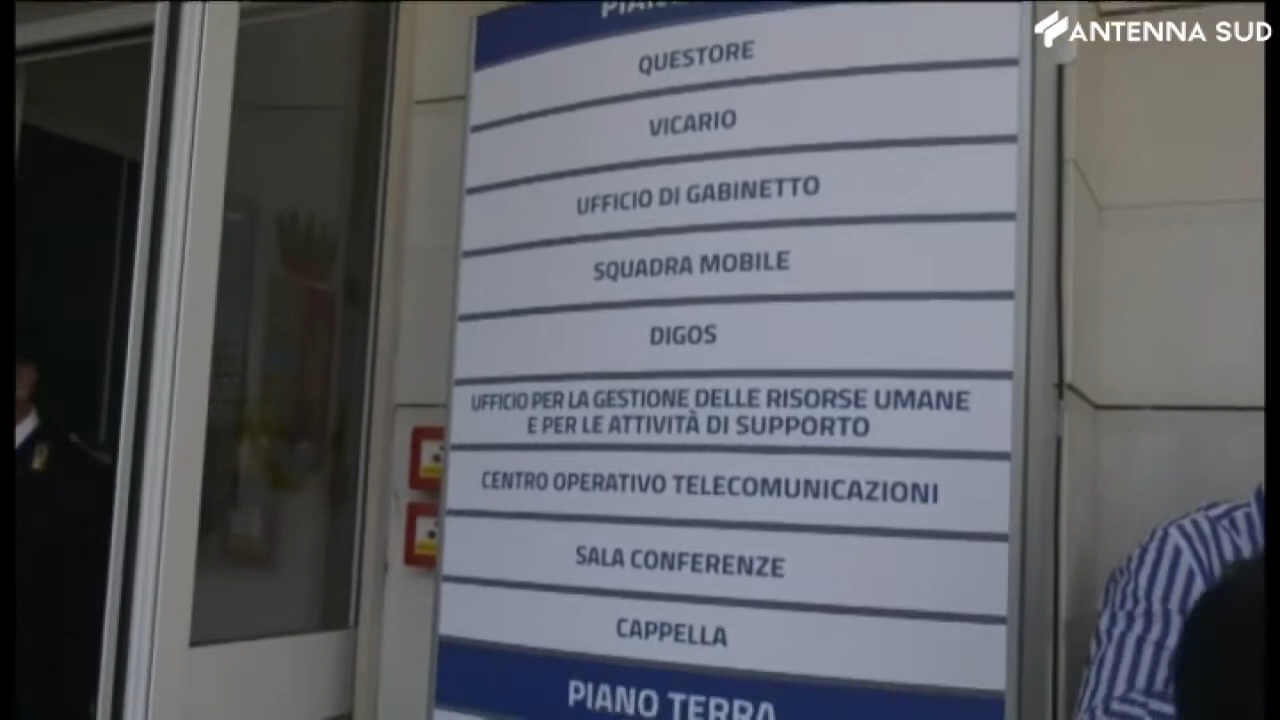 ANTENNA SUD
QUESTORE
VICARIO
UFFICIO DI GABINETTO
SQUADRA MOBILE
DIGOS
UFFICIO PER LA GESTIONE DELLE RISORSE UMANE
E PER LE ATTIVITÀ DI SUPPORTO
CENTRO OPERATIVO TELECOMUNICAZIONI
SALA CONFERENZE
CAPPELLA
PIANO TERRA